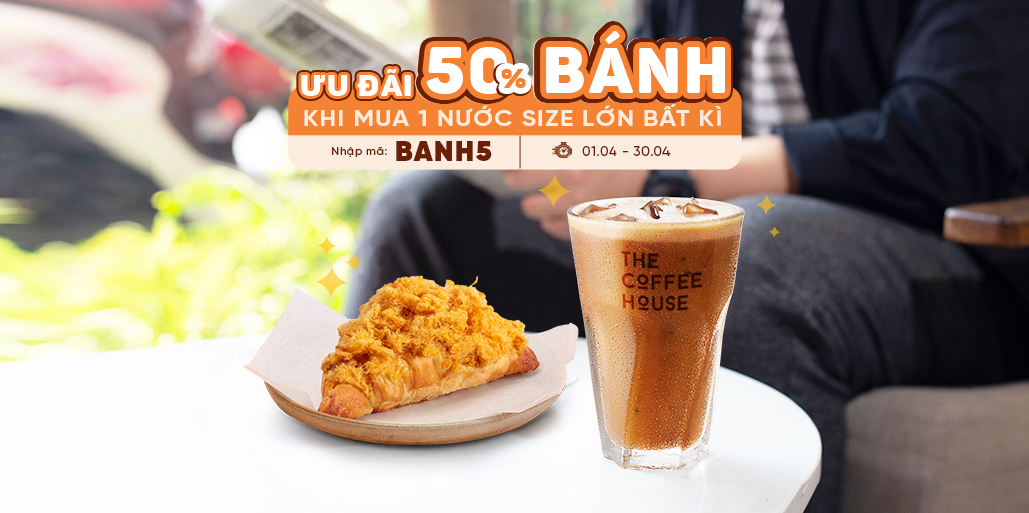 ƯU ĐÃI 50% BÁNH
KHI MUA 1 NƯỚC SIZE LỚN BẤT KÌ
Nhập mã: BANH5
01.04 - 30.04
THE
COFFEE
HOUSE